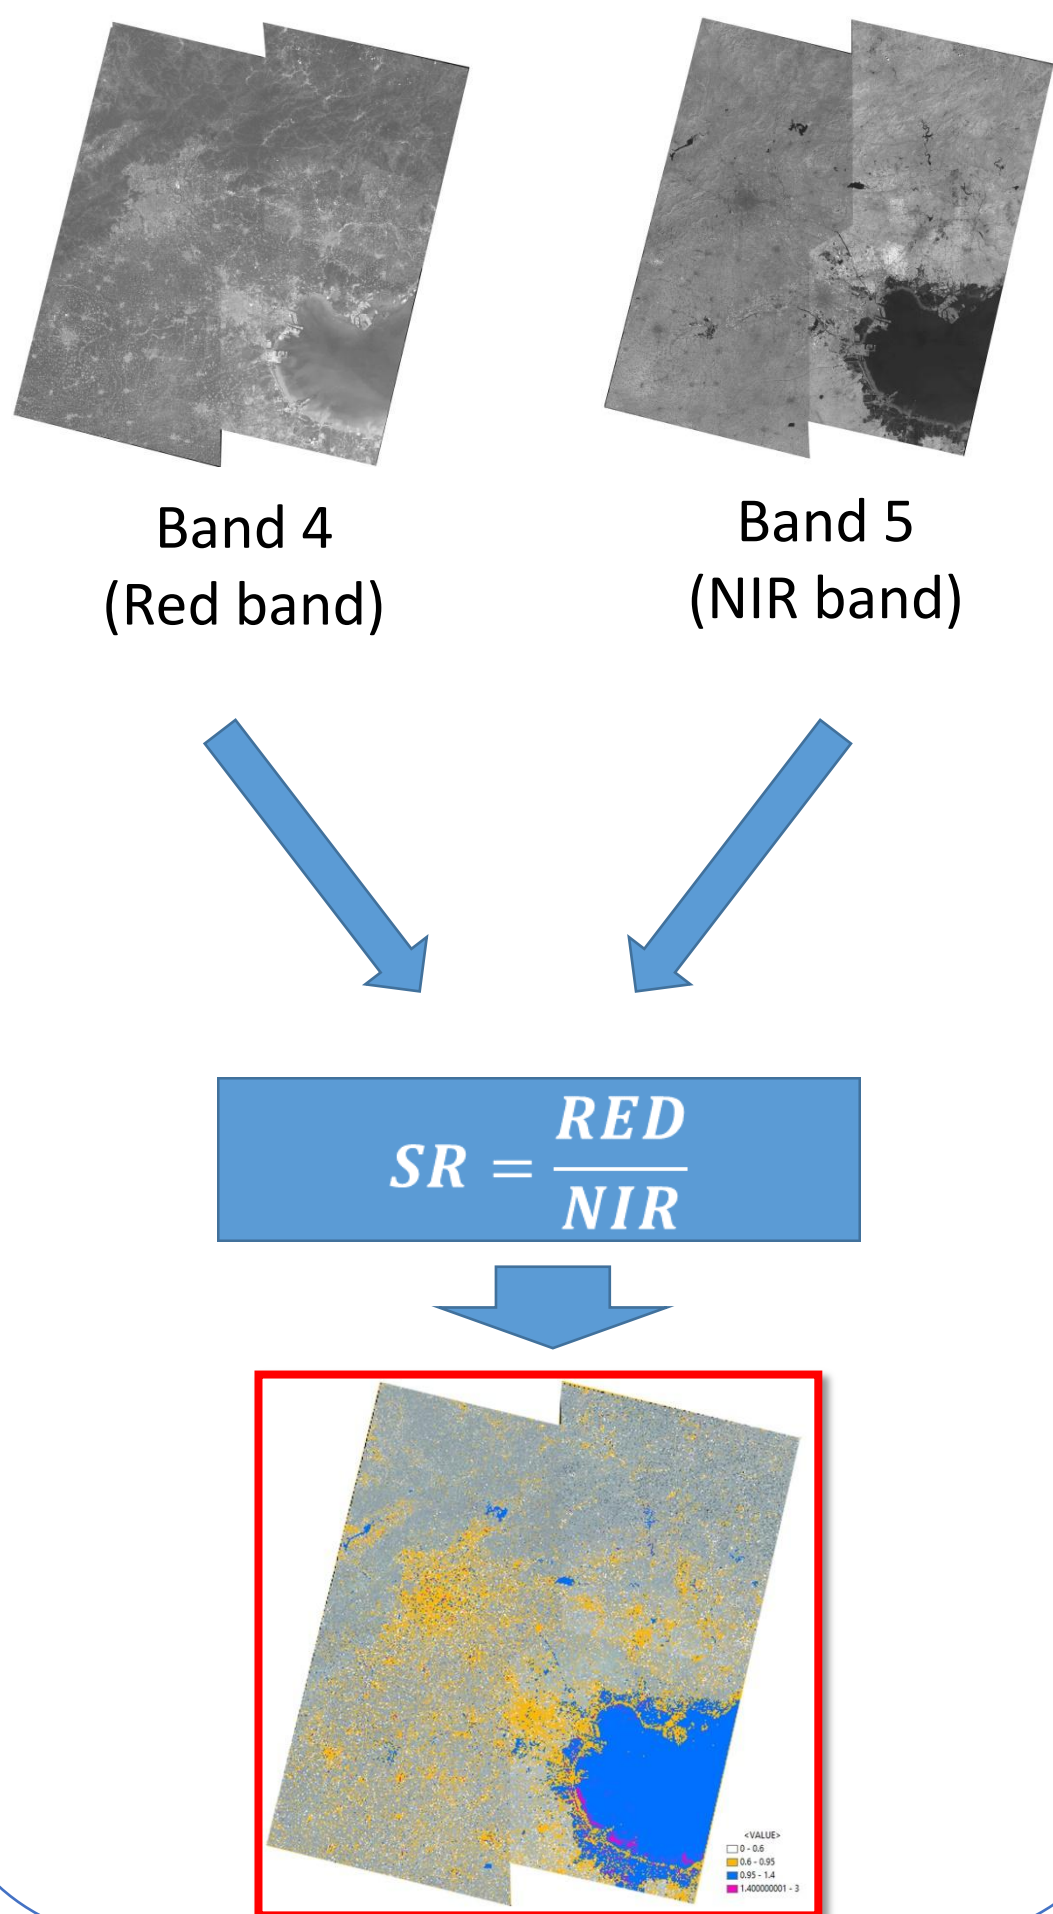 Band 4
(Red band)
Band 5
(NIR band)
SR = RED / NIR
<VALUE>
0 - 0.6
0.6 - 0.95
0.95 - 1.4
1.400000001 - 3